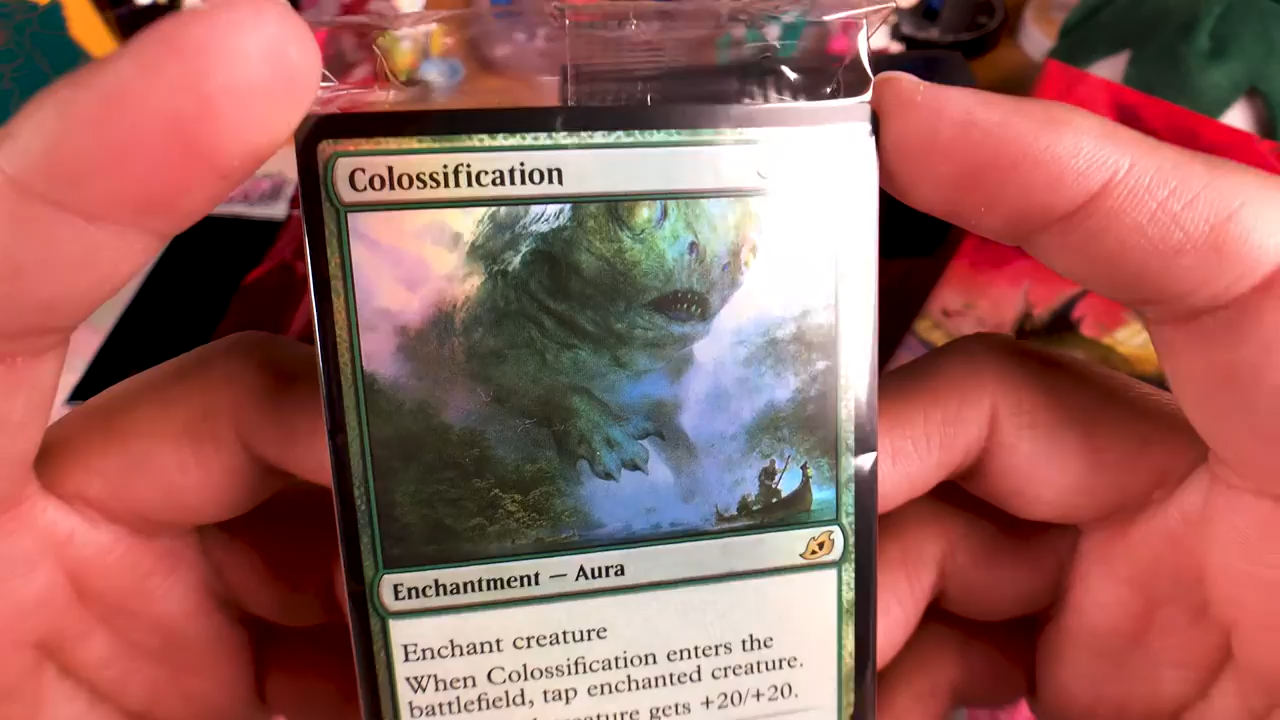 Colossification
Enchantment — Aura
Enchant creature
When Colossification enters the
battlefield, tap enchanted creature.
creature gets +20/+20.